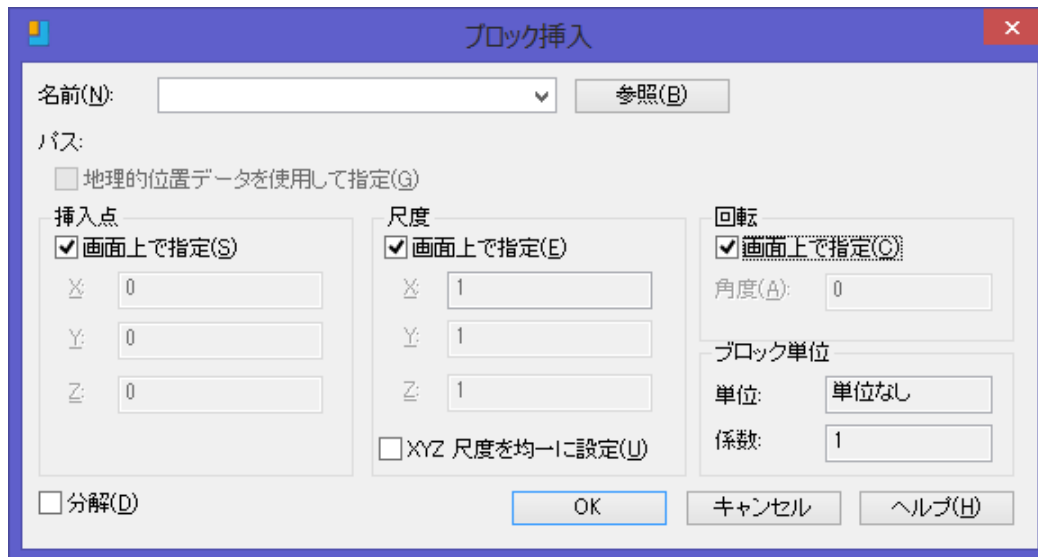 ブロック挿入
名前(N): 参照(B)
パス:
地理的位置データを使用して指定(G)
挿入点
画面上で指定(S)
X: 0
Y: 0
Z: 0
尺度
画面上で指定(E)
X: 1
Y: 1
Z: 1
XYZ 尺度を均一に設定(U)
回転
画面上で指定(C)
角度(A): 0
ブロック単位
単位: 単位なし
係数: 1
分解(D)
OK キャンセル ヘルプ(H)